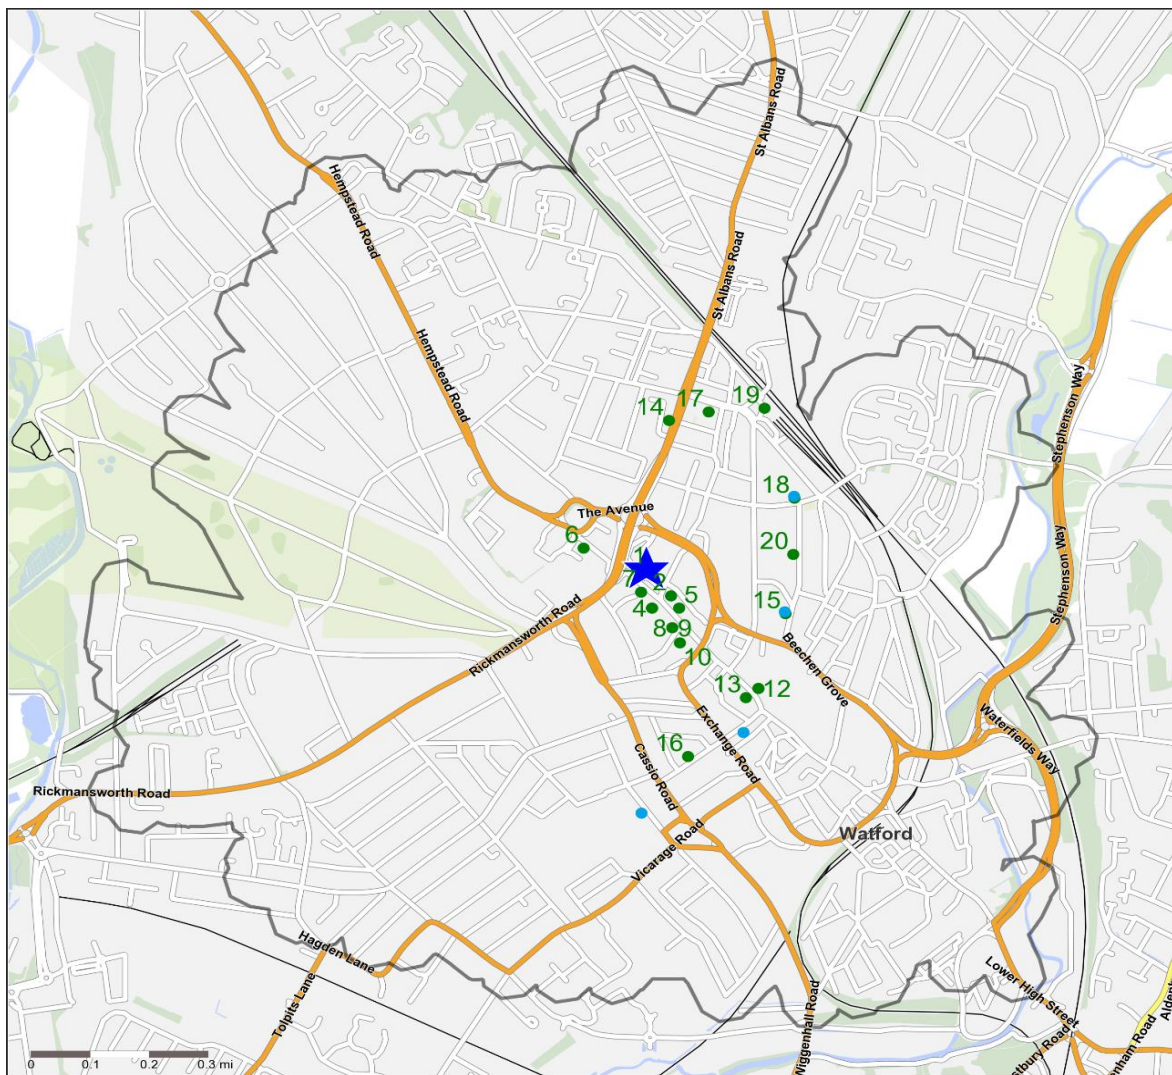 St Albans Road
Hempstead Road
St Albans Road
Hempstead Road
Stephenson Way
14
17
19
18
The Avenue
6
1
20
Stephenson Way
7
2
5
15
4
8
9
10
Rickmansworth Road
Beechen Grove
13
12
Exchange Road
Waterfields Way
16
Cassio Road
Rickmansworth Road
Watford
Vicarage Road
Hagden Lane
Tolpits Lane
Wiggenhall Road
Lower High Street
0 0.1 0.2 0.3 mi